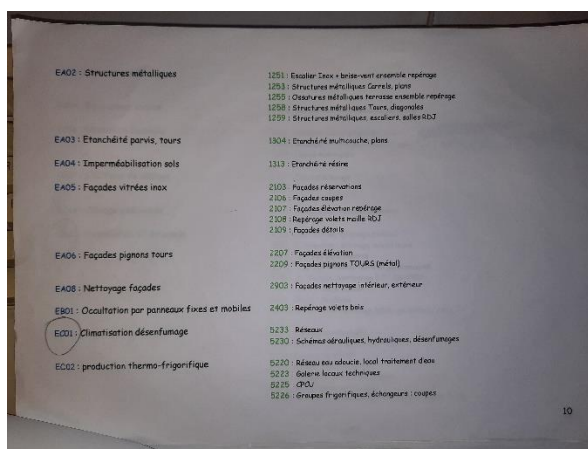 EA02 : Structures métalliques
1251 : Escalier Inox + brise-vent ensemble repérage
1253 : Structures métalliques Carrels, plans
1255 : Ossatures métalliques terrasse ensemble repérage
1258 : Structures métalliques Tours, diagonales
1259 : Structures métalliques, escaliers, salles RDJ
EA03 : Etanchéité parvis, tours
1304 : Etanchéité multicouche, plans
EA04 : Imperméabilisation sols
1313 : Etanchéité résine
EA05 : Façades vitrées inox
2103 : Façades réservations
2106 : Façades coupes
2107 : Façades élévation repérage
2108 : Repérage volets maille RDJ
2109 : Façades détails
EA06 : Façades pignons tours
2207 : Façades élévation
2209 : Façades pignons TOURS (métal)
EA08 : Nettoyage façades
2903 : Façades nettoyage intérieur, extérieur
EB01 : Occultation par panneaux fixes et mobiles
2403 : Repérage volets bois
EC01 : Climatisation désenfumage
5233 : Réseaux
5230 : Schémas aérauliques, hydrauliques, désenfumages
EC02 : production thermo-frigorifique
5220 : Réseau eau adoucie, local traitement d'eau
5223 : Galerie locaux techniques
5225 : CPCU
5226 : Groupes frigorifiques, échangeurs : coupes
10